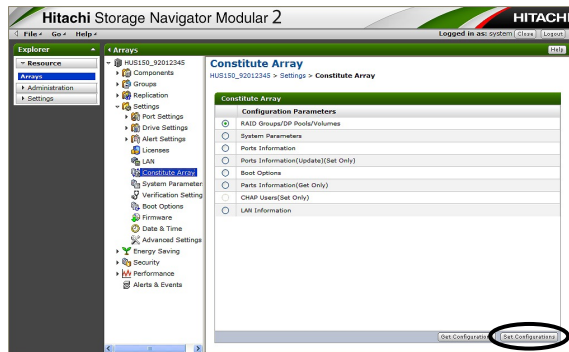 Hitachi Storage Navigator Modular 2
HITACHI
File Go Help
Logged in as: system Close Logout
Explorer
Arrays
Help
Resource
Arrays
Administration
Settings
HUS150_92012345
Components
Groups
Replication
Settings
Port Settings
Drive Settings
Alert Settings
Licenses
LAN
Constitute Array
System Parameter
Verification Setting
Boot Options
Firmware
Date & Time
Advanced Settings
Energy Saving
Security
Performance
Alerts & Events
Constitute Array
HUS150_92012345 > Settings > Constitute Array
Constitute Array
Configuration Parameters
RAID Groups/DP Pools/Volumes
System Parameters
Ports Information
Ports Information(Update)(Set Only)
Boot Options
Parts Information(Get Only)
CHAP Users(Set Only)
LAN Information
Get Configuration Set Configurations